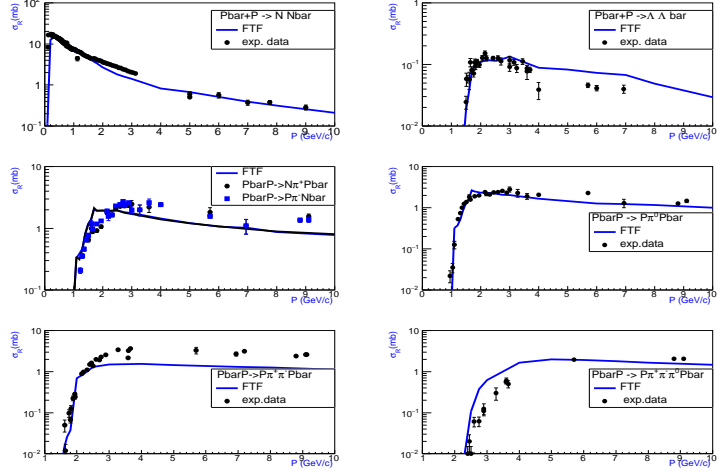 σR(mb)
10²
10
1
10⁻¹
0 1 2 3 4 5 6 7 8 9 10
P (GeV/c)
Pbar+P -> N Nbar
FTF
exp. data
σR(mb)
1
10⁻¹
10⁻²
0 1 2 3 4 5 6 7 8 9 10
P (GeV/c)
Pbar+P ->Λ Λ bar
FTF
exp. data
σR(mb)
10
1
10⁻¹
0 1 2 3 4 5 6 7 8 9 10
P (GeV/c)
FTF
PbarP->Nπ⁺Pbar
PbarP->Pπ⁻Nbar
σR(mb)
10
1
10⁻¹
10⁻²
0 1 2 3 4 5 6 7 8 9 10
P (GeV/c)
PbarP -> Pπ⁰Pbar
FTF
exp.data
σR(mb)
10
1
10⁻¹
10⁻²
1 2 3 4 5 6 7 8 9 10
P (GeV/c)
PbarP->Pπ⁺π⁻Pbar
FTF
exp.data
σR(mb)
10
1
10⁻¹
10⁻²
1 2 3 4 5 6 7 8 9 10
P (GeV/c)
PbarP -> Pπ⁺π⁻π⁰Pbar
FTF
exp.data